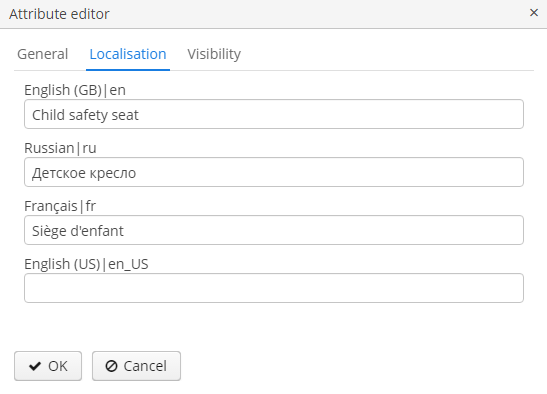 Attribute editor ×
General Localisation Visibility
English (GB)|en
Child safety seat
Russian|ru
Детское кресло
Français|fr
Siège d'enfant
English (US)|en_US
OK Cancel